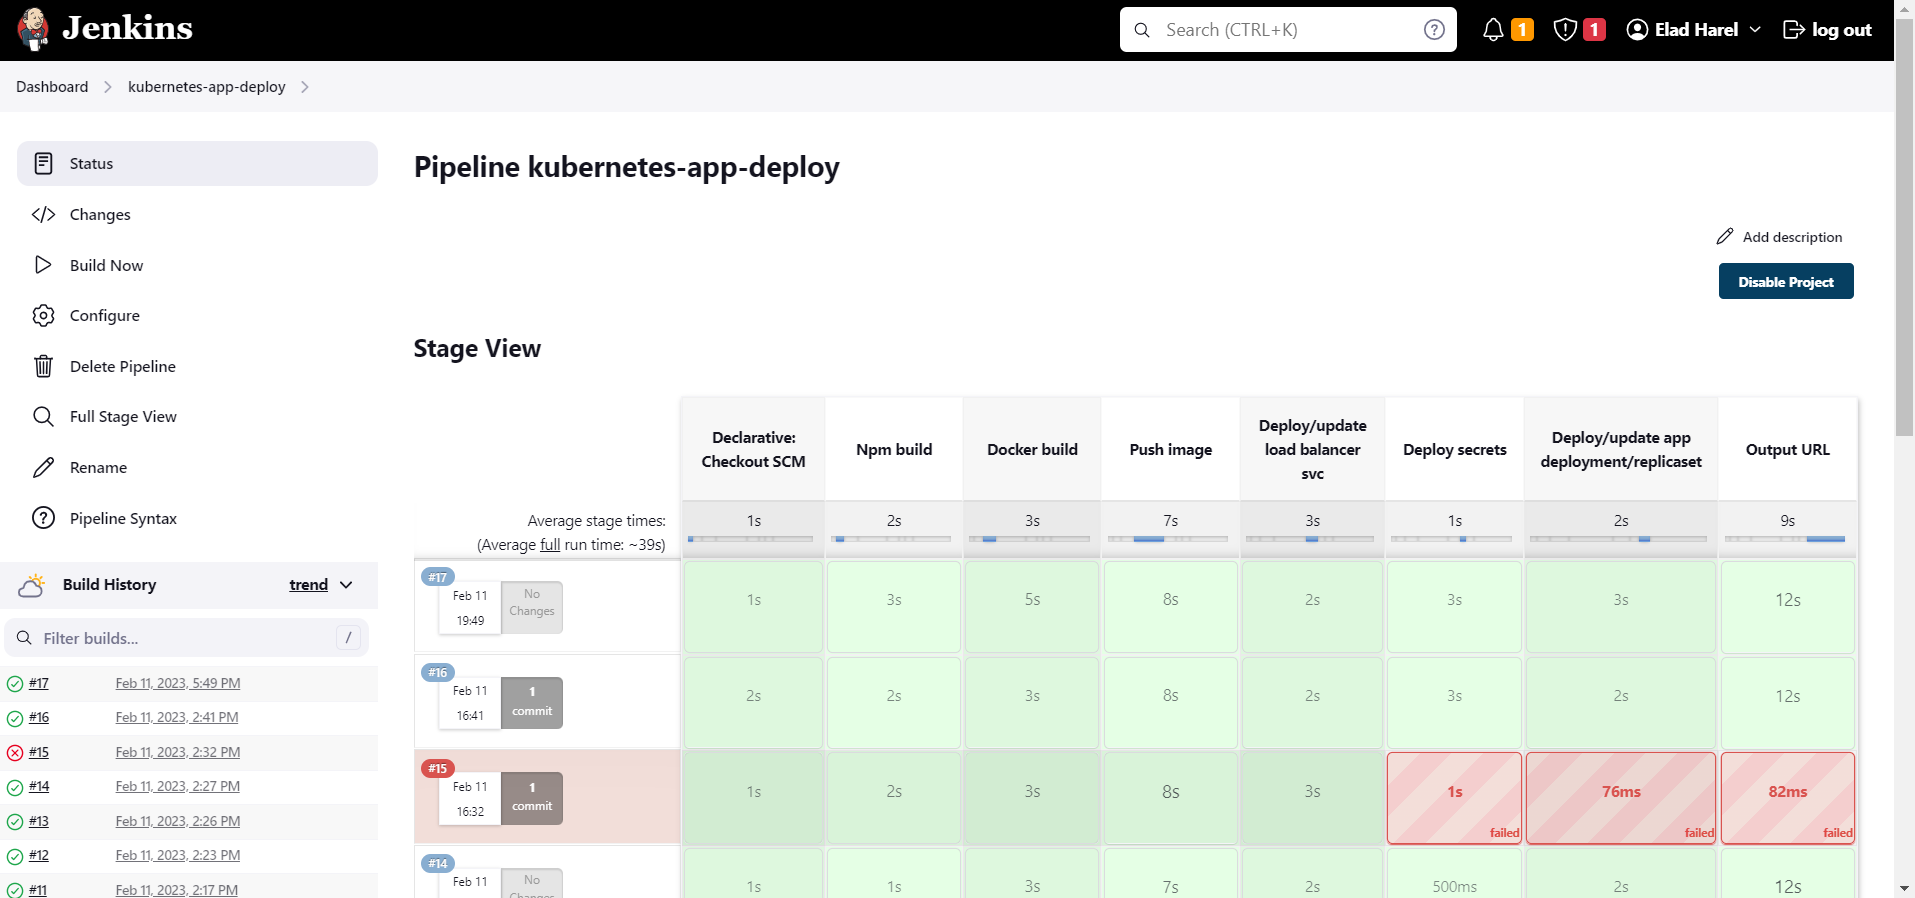 Jenkins
Search (CTRL+K)
?
1
1
Elad Harel
log out
Dashboard
kubernetes-app-deploy
Status
Changes
Build Now
Configure
Delete Pipeline
Full Stage View
Rename
Pipeline Syntax
Build History
trend
Filter builds...
/
#17 Feb 11, 2023, 5:49 PM
#16 Feb 11, 2023, 2:41 PM
#15 Feb 11, 2023, 2:32 PM
#14 Feb 11, 2023, 2:27 PM
#13 Feb 11, 2023, 2:26 PM
#12 Feb 11, 2023, 2:23 PM
#11 Feb 11, 2023, 2:17 PM
Pipeline kubernetes-app-deploy
Add description
Disable Project
Stage View
Declarative:
Checkout SCM
Npm build
Docker build
Push image
Deploy/update
load balancer
svc
Deploy secrets
Deploy/update app
deployment/replicaset
Output URL
Average stage times:
(Average full run time: ~39s)
1s 2s 3s 7s 3s 1s 2s 9s
#17
Feb 11
19:49
No
Changes
1s 3s 5s 8s 2s 3s 3s 12s
#16
Feb 11
16:41
1
commit
2s 2s 3s 8s 2s 3s 2s 12s
#15
Feb 11
16:32
1
commit
1s 2s 3s 8s 3s 1s 76ms 82ms
failed failed failed
#14
Feb 11
No
Changes
1s 1s 3s 7s 2s 500ms 2s 12s